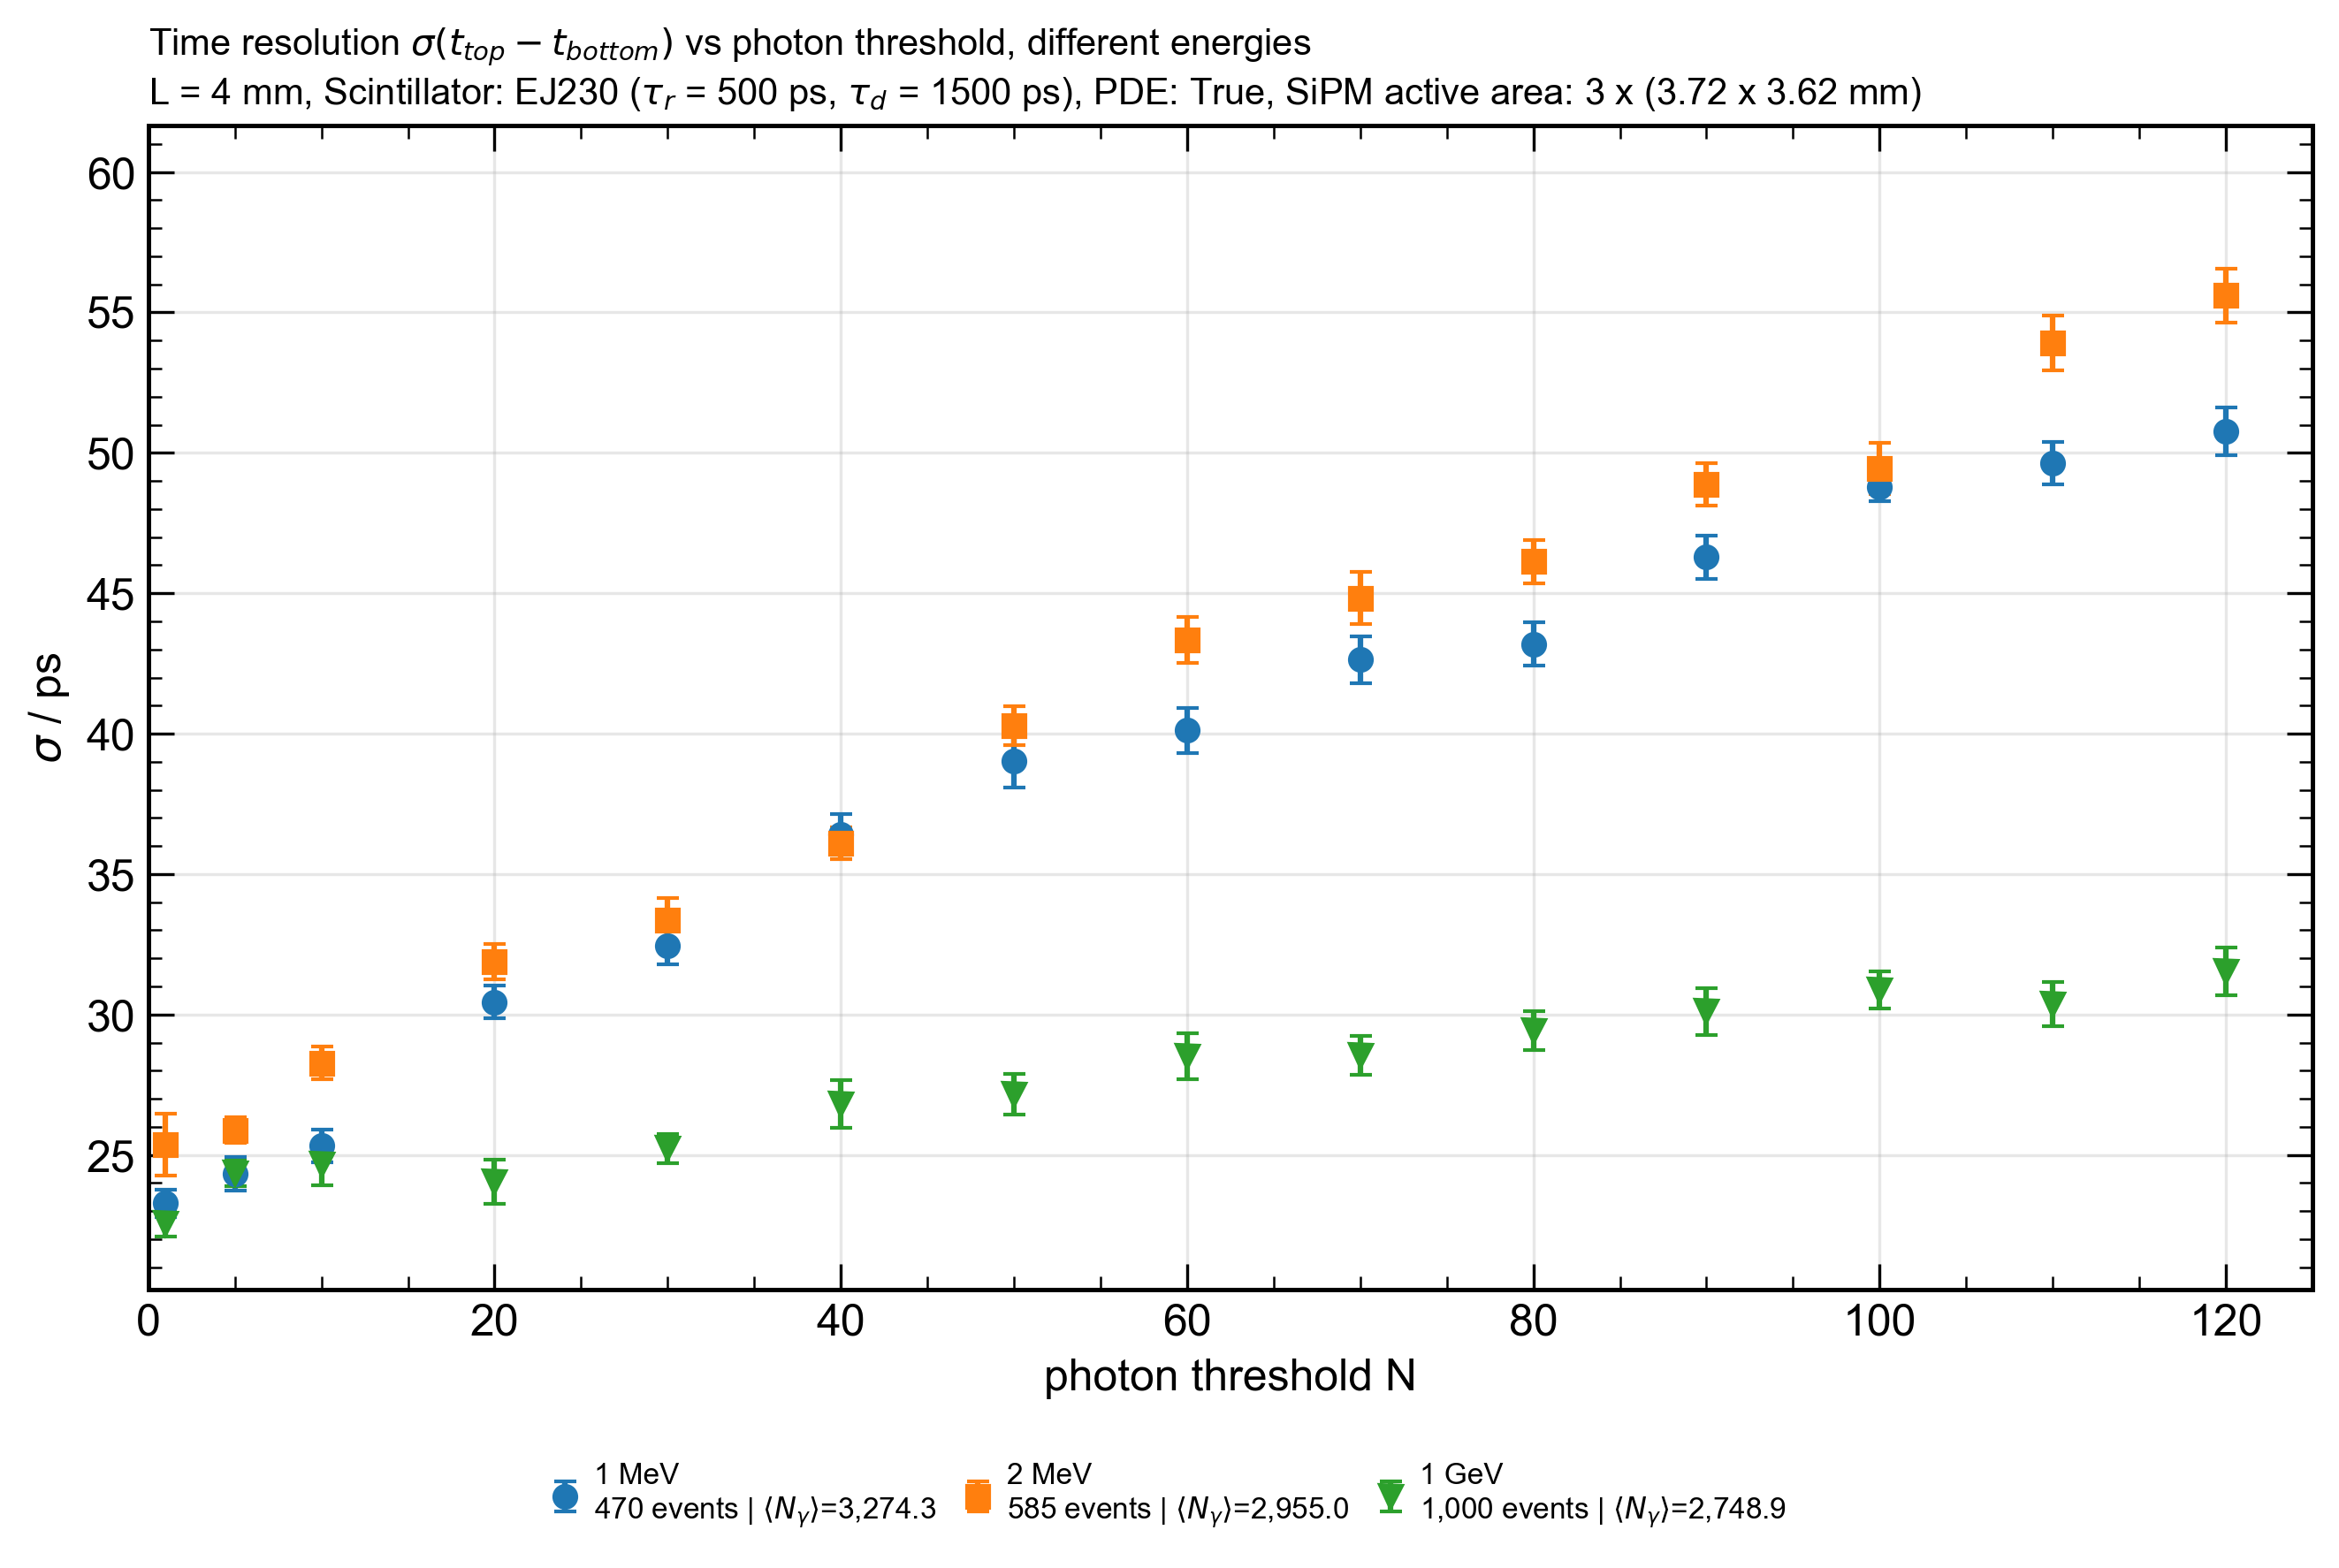 Time resolution σ(t_top − t_bottom) vs photon threshold, different energies
L = 4 mm, Scintillator: EJ230 (τ_r = 500 ps, τ_d = 1500 ps), PDE: True, SiPM active area: 3 x (3.72 x 3.62 mm)
60
55
50
45
40
35
30
25
σ / ps
0 20 40 60 80 100 120
photon threshold N
1 MeV
470 events | ⟨N_γ⟩=3,274.3
2 MeV
585 events | ⟨N_γ⟩=2,955.0
1 GeV
1,000 events | ⟨N_γ⟩=2,748.9